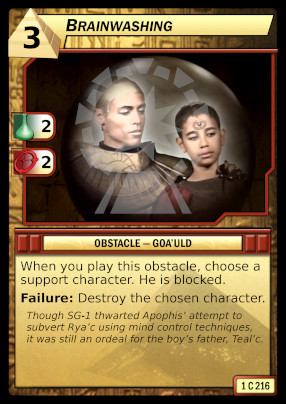 3
BRAINWASHING
2
2
OBSTACLE — GOA'ULD
When you play this obstacle, choose a
support character. He is blocked.
Failure: Destroy the chosen character.
Though SG-1 thwarted Apophis' attempt to
subvert Rya'c using mind control techniques,
it was still an ordeal for the boy's father, Teal'c.
1 C 216